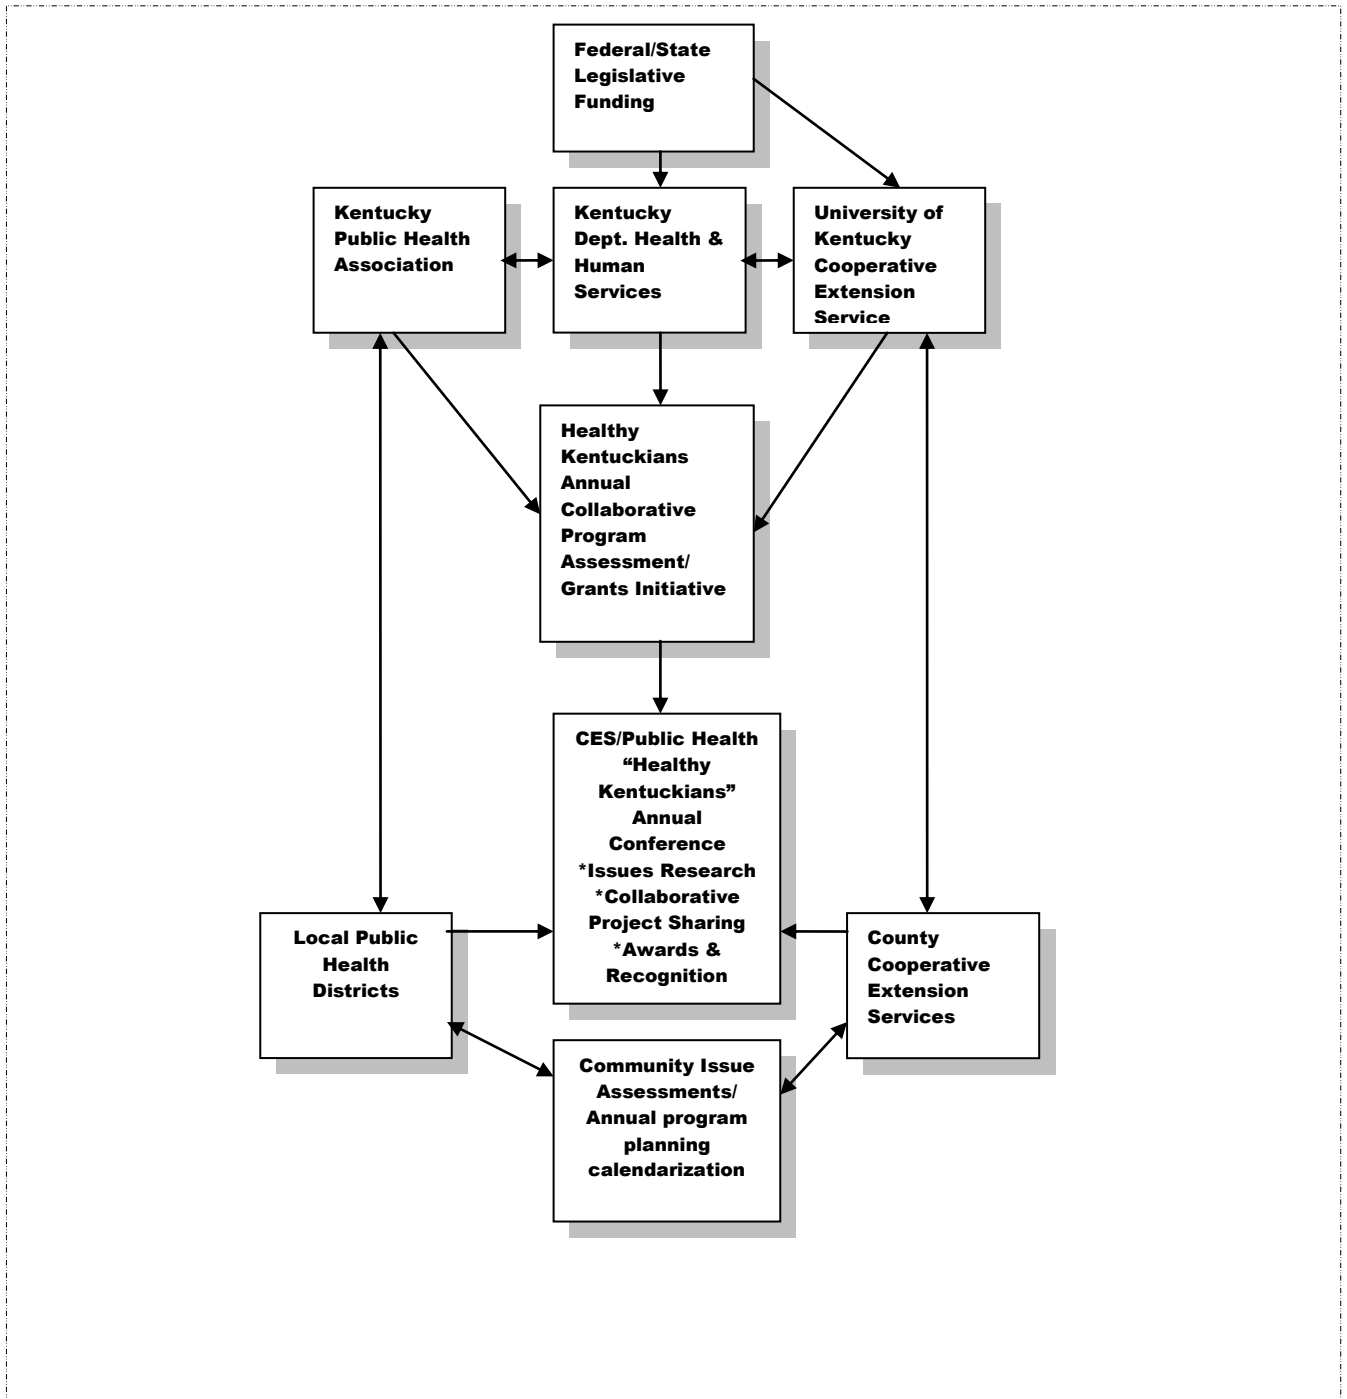 Federal/State
Legislative
Funding
Kentucky
Public Health
Association
Kentucky
Dept. Health &
Human
Services
University of
Kentucky
Cooperative
Extension
Service
Healthy
Kentuckians
Annual
Collaborative
Program
Assessment/
Grants Initiative
CES/Public Health
“Healthy
Kentuckians”
Annual
Conference
*Issues Research
*Collaborative
Project Sharing
*Awards &
Recognition
Local Public
Health
Districts
County
Cooperative
Extension
Services
Community Issue
Assessments/
Annual program
planning
calendarization